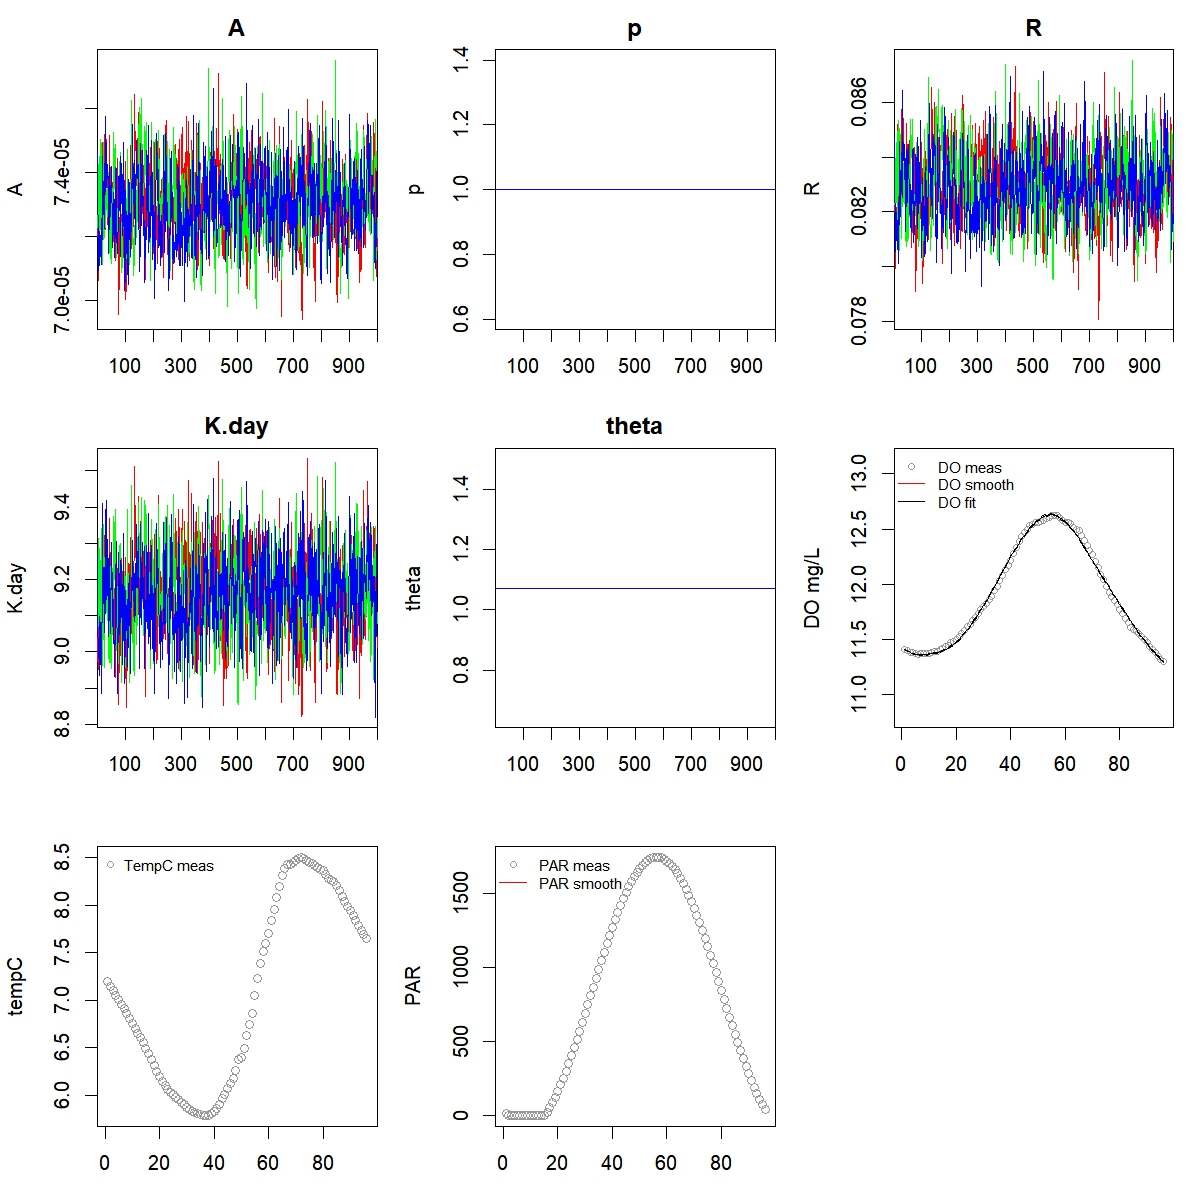 A
A
7.0e-05 7.4e-05
100 300 500 700 900
p
p
0.6 0.8 1.0 1.2 1.4
100 300 500 700 900
R
R
0.078 0.082 0.086
100 300 500 700 900
K.day
K.day
8.8 9.0 9.2 9.4
100 300 500 700 900
theta
theta
0.8 1.0 1.2 1.4
100 300 500 700 900
DO mg/L
11.0 11.5 12.0 12.5 13.0
DO meas
DO smooth
DO fit
0 20 40 60 80
tempC
6.0 6.5 7.0 7.5 8.0 8.5
TempC meas
0 20 40 60 80
PAR
0 500 1000 1500
PAR meas
PAR smooth
0 20 40 60 80